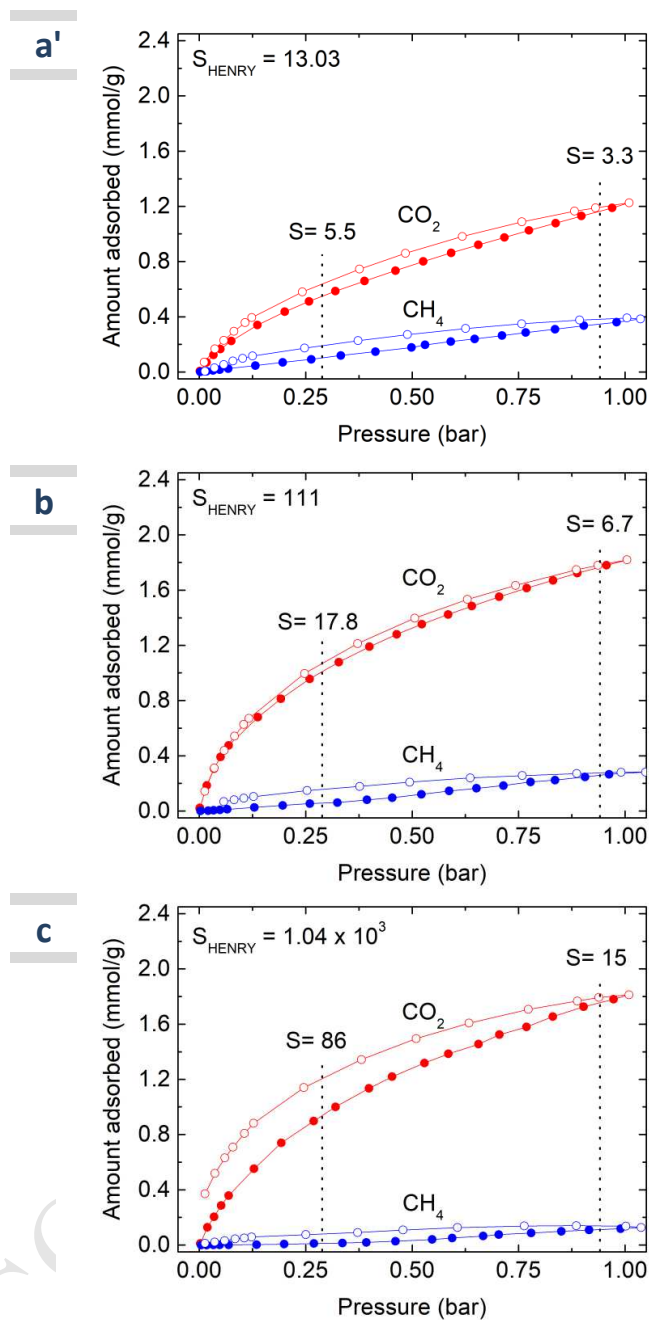 a'
S_HENRY = 13.03
S= 3.3
S= 5.5
CO₂
CH₄
Amount adsorbed (mmol/g)
2.4
2.0
1.6
1.2
0.8
0.4
0.0
0.00 0.25 0.50 0.75 1.00
Pressure (bar)
b
S_HENRY = 111
S= 6.7
S= 17.8
CO₂
CH₄
Amount adsorbed (mmol/g)
2.4
2.0
1.6
1.2
0.8
0.4
0.0
0.00 0.25 0.50 0.75 1.00
Pressure (bar)
c
S_HENRY = 1.04 x 10³
S= 15
S= 86
CO₂
CH₄
Amount adsorbed (mmol/g)
2.4
2.0
1.6
1.2
0.8
0.4
0.0
0.00 0.25 0.50 0.75 1.00
Pressure (bar)